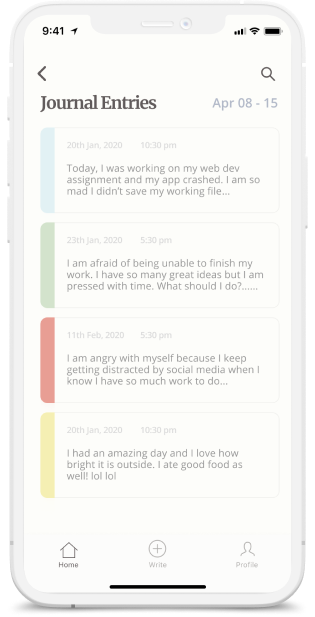 9:41
Journal Entries
Apr 08 - 15
20th Jan, 2020 10:30 pm
Today, I was working on my web dev
assignment and my app crashed. I am so
mad I didn't save my working file...
23th Jan, 2020 5:30 pm
I am afraid of being unable to finish my
work. I have so many great ideas but I am
pressed with time. What should I do?......
11th Feb, 2020 5:30 pm
I am angry with myself because I keep
getting distracted by social media when I
know I have so much work to do...
20th Jan, 2020 10:30 pm
I had an amazing day and I love how
bright it is outside. I ate good food as
well! lol lol
Home
Write
Profile